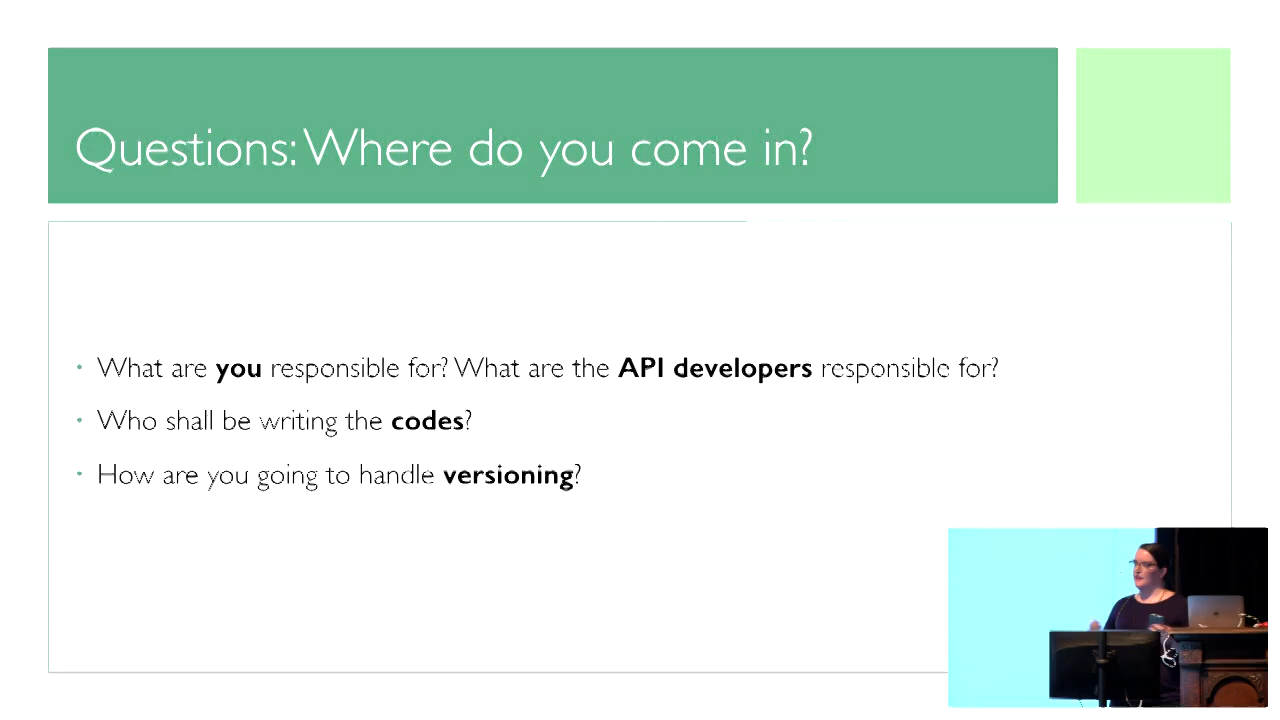 Questions: Where do you come in?
What are you responsible for? What are the API developers responsible for?
Who shall be writing the codes?
How are you going to handle versioning?